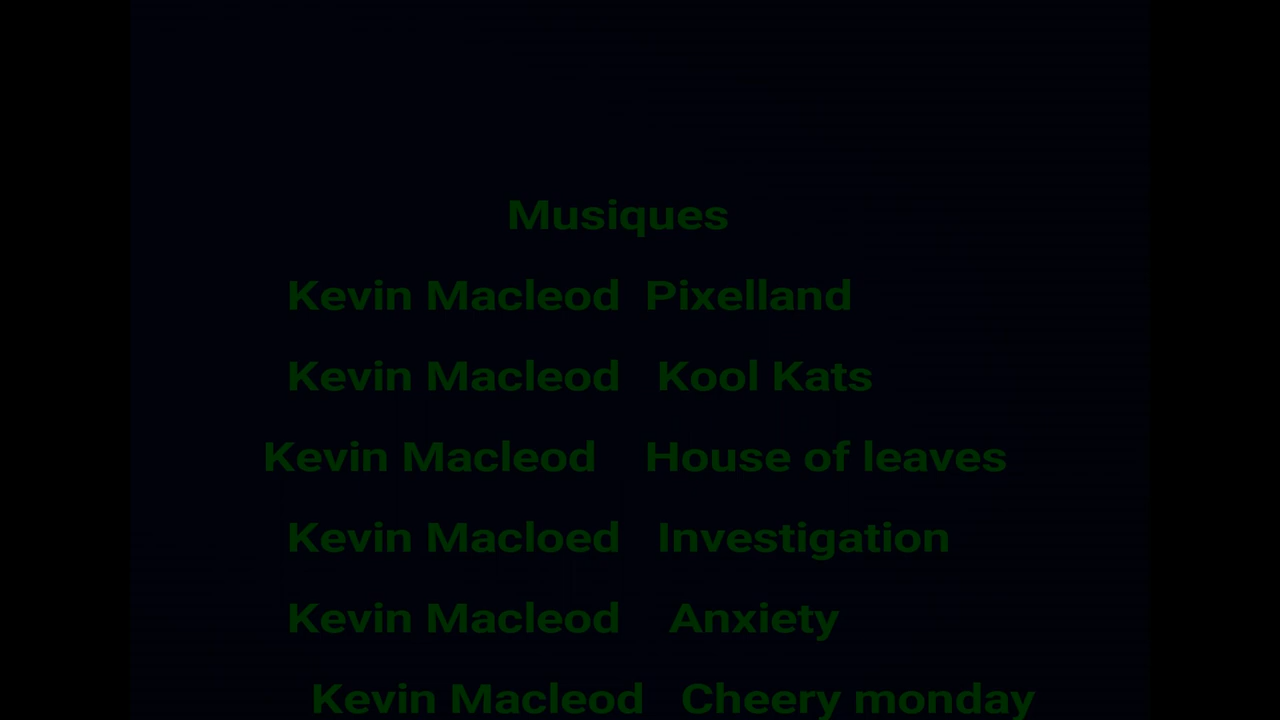 Musiques
Kevin Macleod Pixelland
Kevin Macleod Kool Kats
Kevin Macleod House of leaves
Kevin Macloed Investigation
Kevin Macleod Anxiety
Kevin Macleod Cheery monday